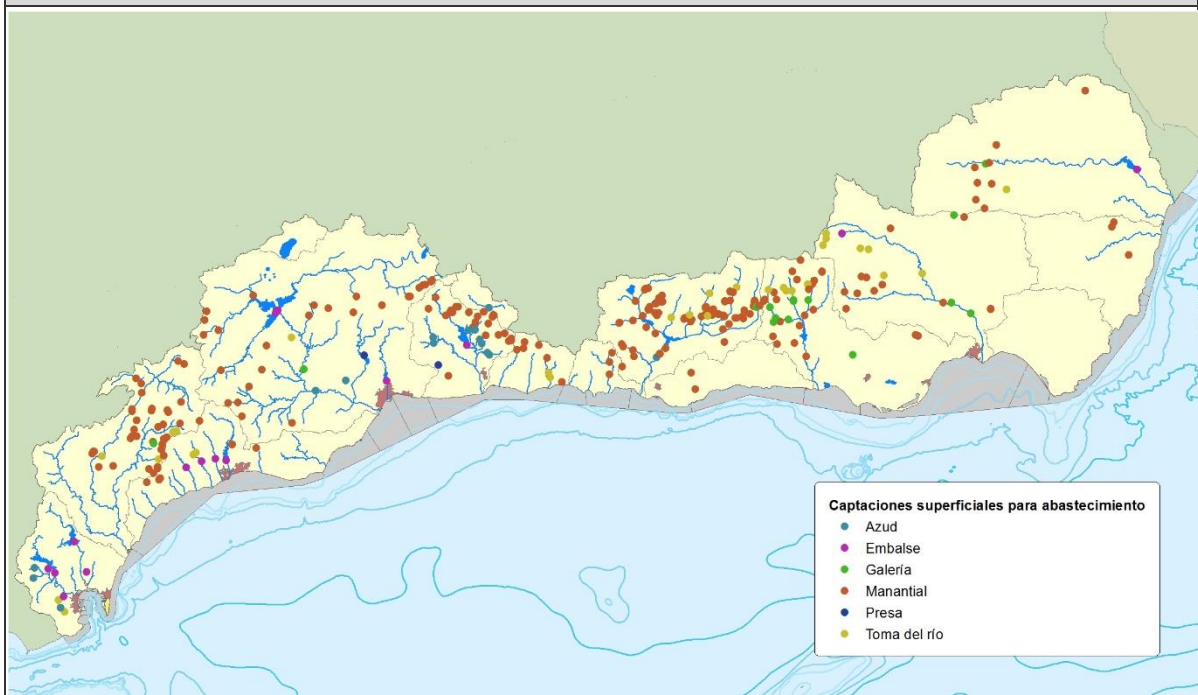 Captaciones superficiales para abastecimiento
Azud
Embalse
Galería
Manantial
Presa
Toma del río